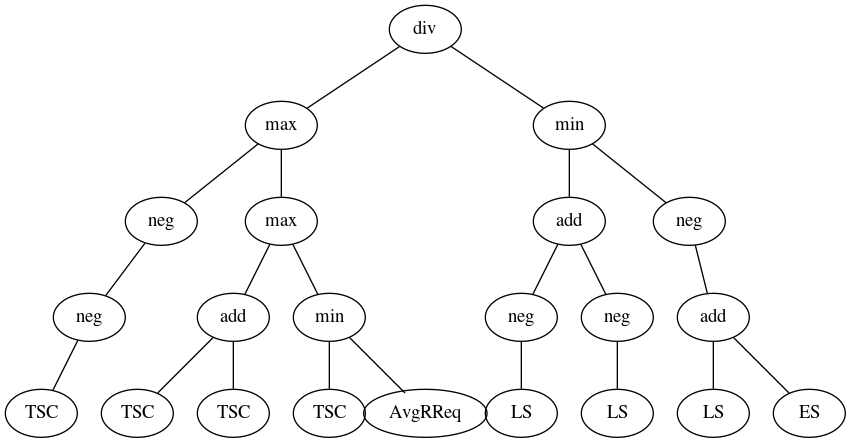 div
max min
neg max add neg
neg add min neg neg add
TSC TSC TSC TSC AvgRReq LS LS LS ES